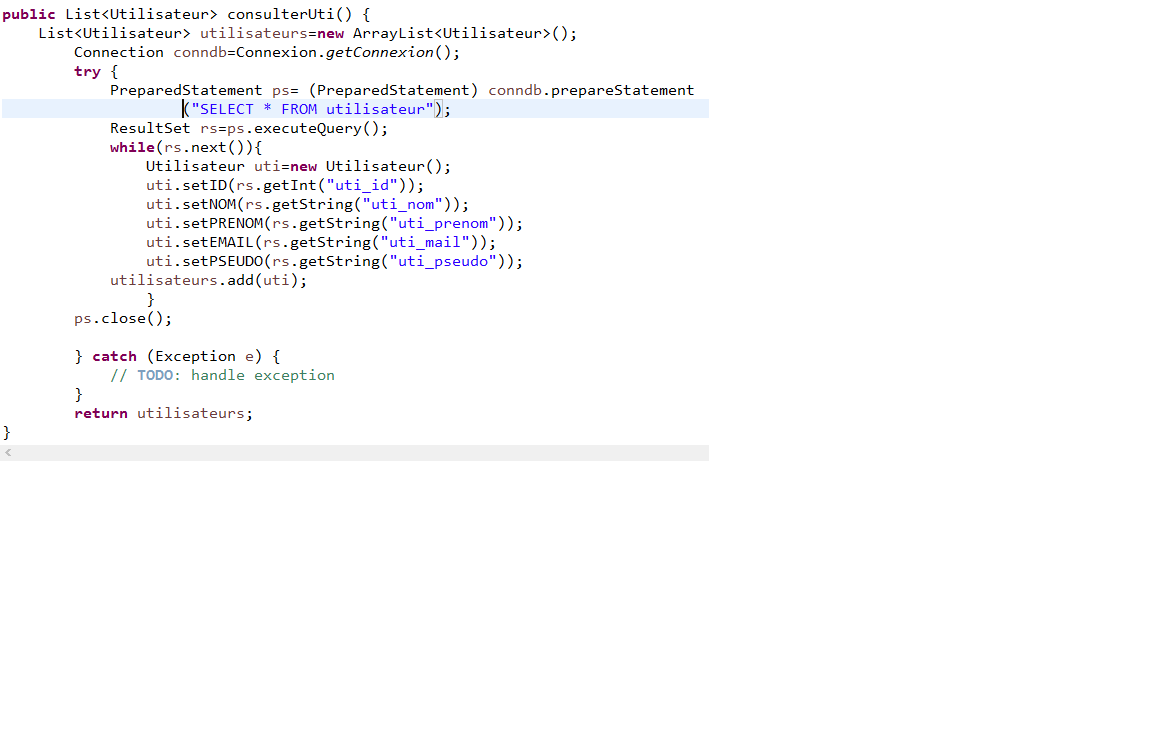 public List<Utilisateur> consulterUti() {
List<Utilisateur> utilisateurs=new ArrayList<Utilisateur>();
Connection conndb=Connexion.getConnexion();
try {
PreparedStatement ps= (PreparedStatement) conndb.prepareStatement
("SELECT * FROM utilisateur");
ResultSet rs=ps.executeQuery();
while(rs.next()){
Utilisateur uti=new Utilisateur();
uti.setID(rs.getInt("uti_id"));
uti.setNOM(rs.getString("uti_nom"));
uti.setPRENOM(rs.getString("uti_prenom"));
uti.setEMAIL(rs.getString("uti_mail"));
uti.setPSEUDO(rs.getString("uti_pseudo"));
utilisateurs.add(uti);
}
ps.close();
} catch (Exception e) {
// TODO: handle exception
}
return utilisateurs;
}